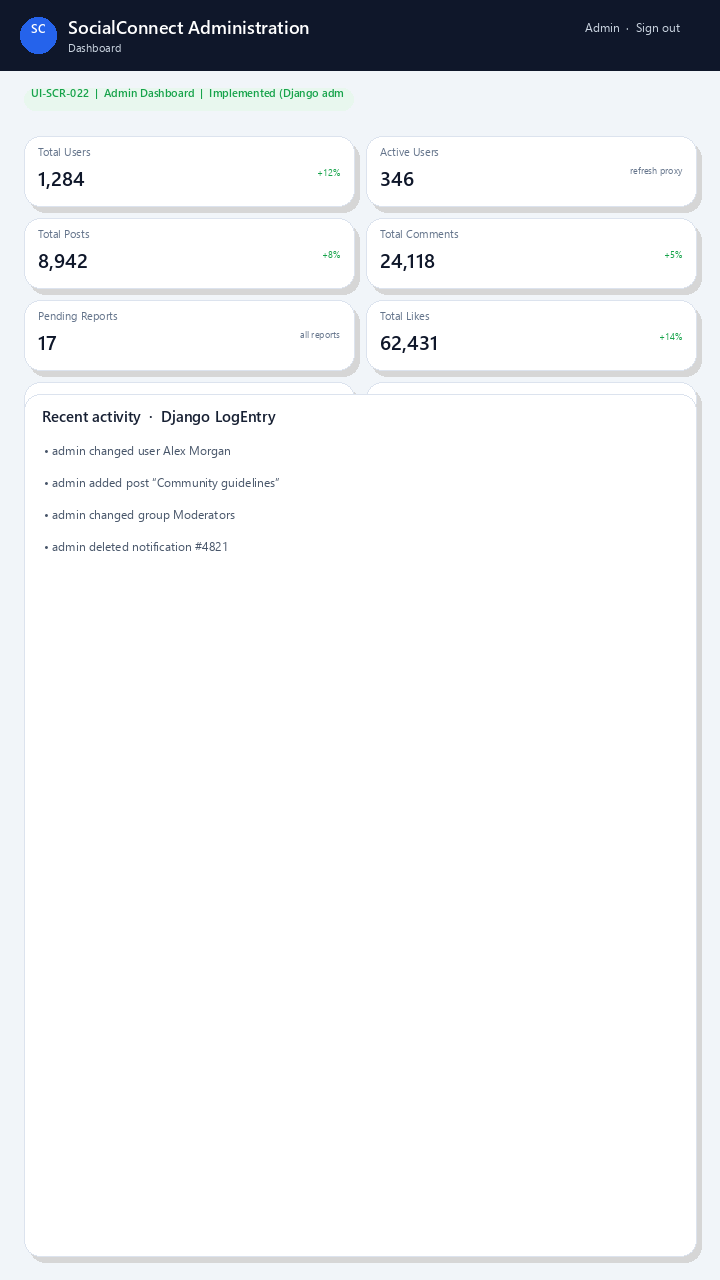 SC
SocialConnect Administration
Dashboard
Admin · Sign out
UI-SCR-022 | Admin Dashboard | Implemented (Django adm
Total Users
1,284
+12%
Active Users
346
refresh proxy
Total Posts
8,942
+8%
Total Comments
24,118
+5%
Pending Reports
17
all reports
Total Likes
62,431
+14%
Recent activity · Django LogEntry
• admin changed user Alex Morgan
• admin added post “Community guidelines”
• admin changed group Moderators
• admin deleted notification #4821